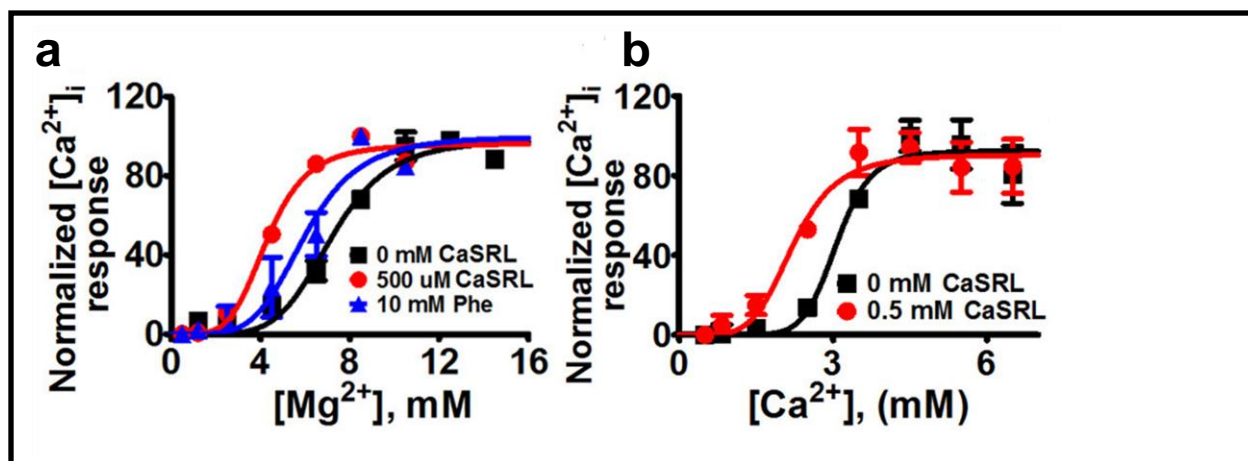 a
Normalized [Ca²⁺]ᵢ
response
120
80
40
0
0 4 8 12 16
[Mg²⁺], mM
0 mM CaSRL
500 uM CaSRL
10 mM Phe
b
Normalized [Ca²⁺]ᵢ
response
120
80
40
0
0 3 6
[Ca²⁺], (mM)
0 mM CaSRL
0.5 mM CaSRL